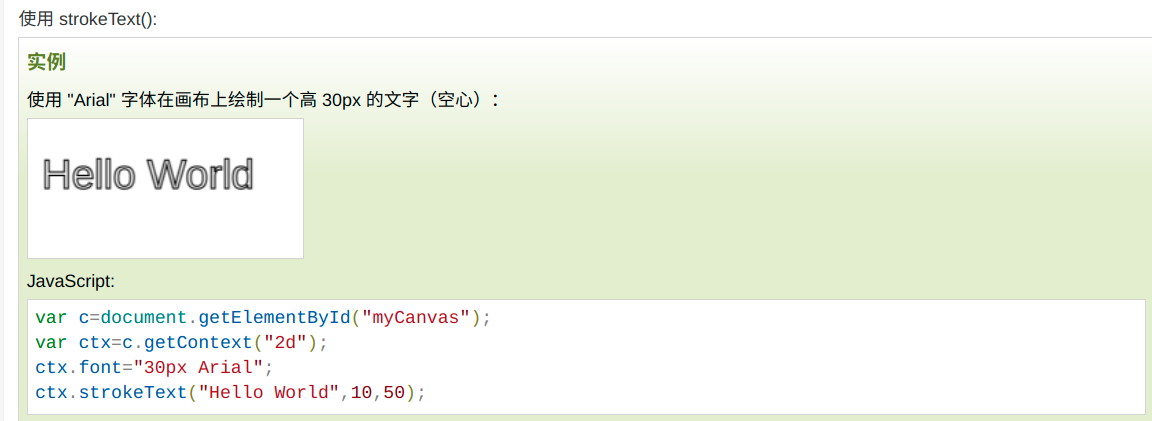 使用 strokeText():
实例
使用 "Arial" 字体在画布上绘制一个高 30px 的文字（空心）：
Hello World
JavaScript:
var c=document.getElementById("myCanvas");
var ctx=c.getContext("2d");
ctx.font="30px Arial";
ctx.strokeText("Hello World",10,50);